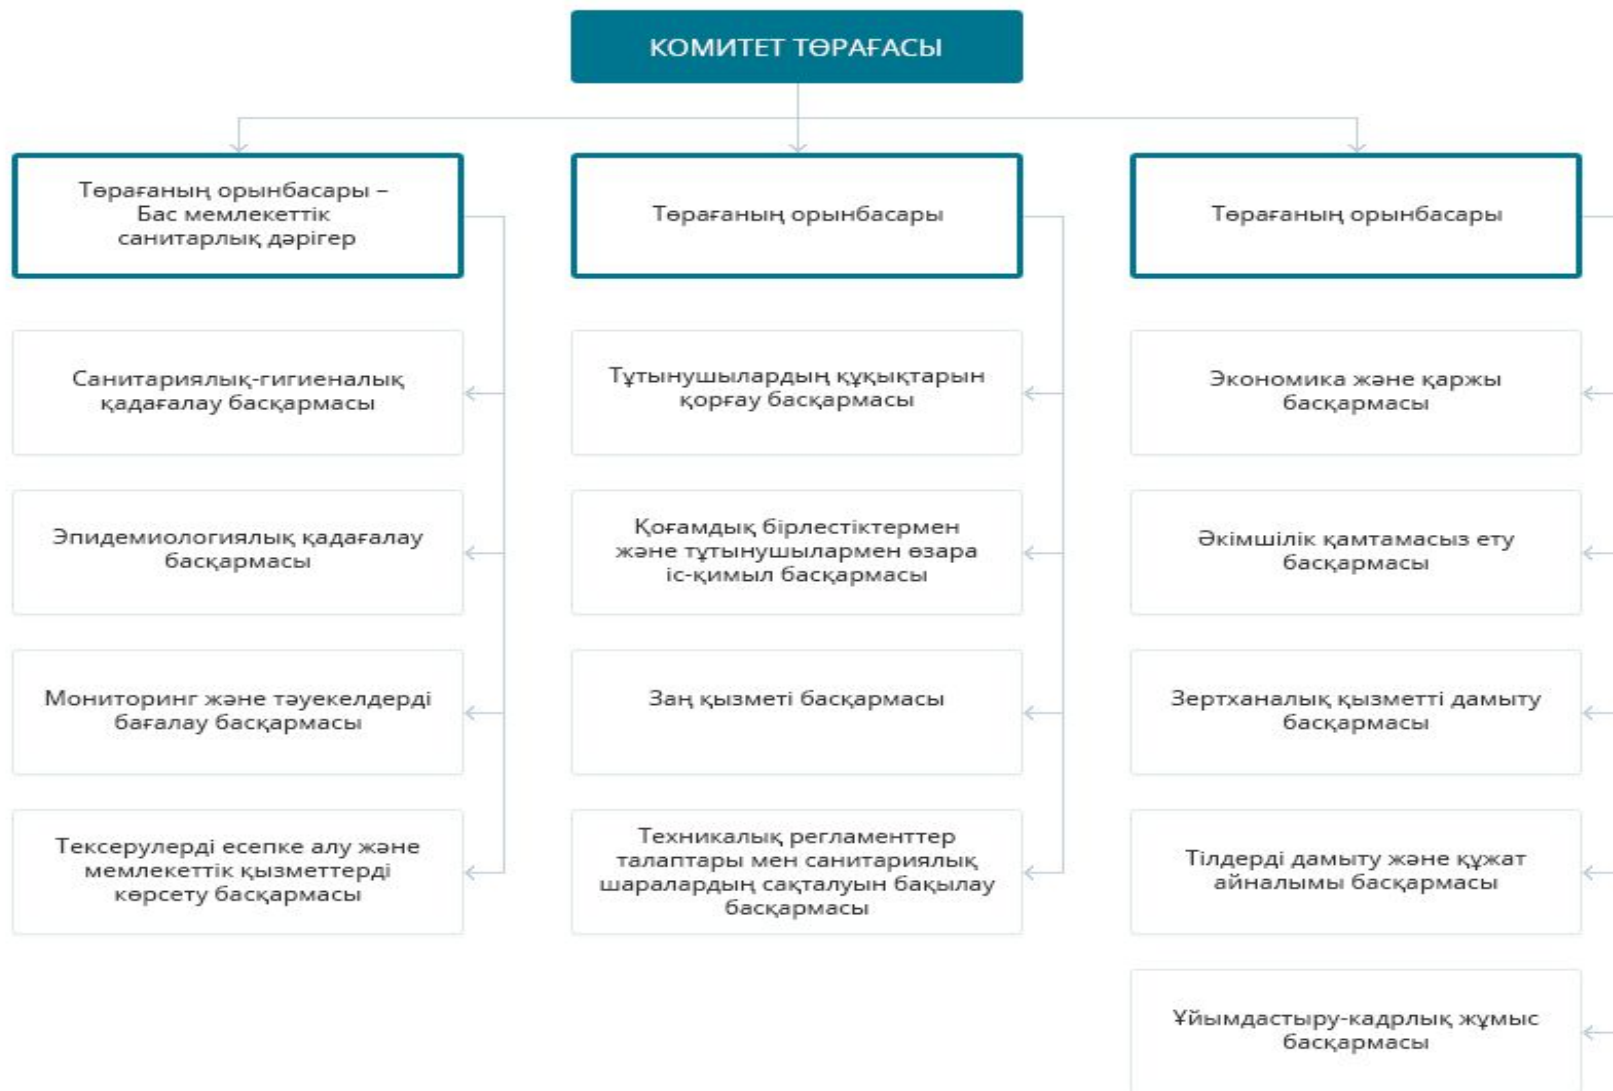 КОМИТЕТ ТӨРАҒАСЫ
Төрағаның орынбасары –
Бас мемлекеттік
санитарлық дәрігер
Санитариялық-гигиеналық
қадағалау басқармасы
Эпидемиологиялық қадағалау
басқармасы
Мониторинг және тәуекелдерді
бағалау басқармасы
Тексерулерді есепке алу және
мемлекеттік қызметтерді
көрсету басқармасы
Төрағаның орынбасары
Тұтынушылардың құқықтарын
қорғау басқармасы
Қоғамдық бірлестіктермен
және тұтынушылармен өзара
іс-қимыл басқармасы
Заң қызметі басқармасы
Техникалық регламенттер
талаптары мен санитариялық
шаралардың сақталуын бақылау
басқармасы
Төрағаның орынбасары
Экономика және қаржы
басқармасы
Әкімшілік қамтамасыз ету
басқармасы
Зертханалық қызметті дамыту
басқармасы
Тілдерді дамыту және құжат
айналымы басқармасы
Ұйымдастыру-кадрлық жұмыс
басқармасы